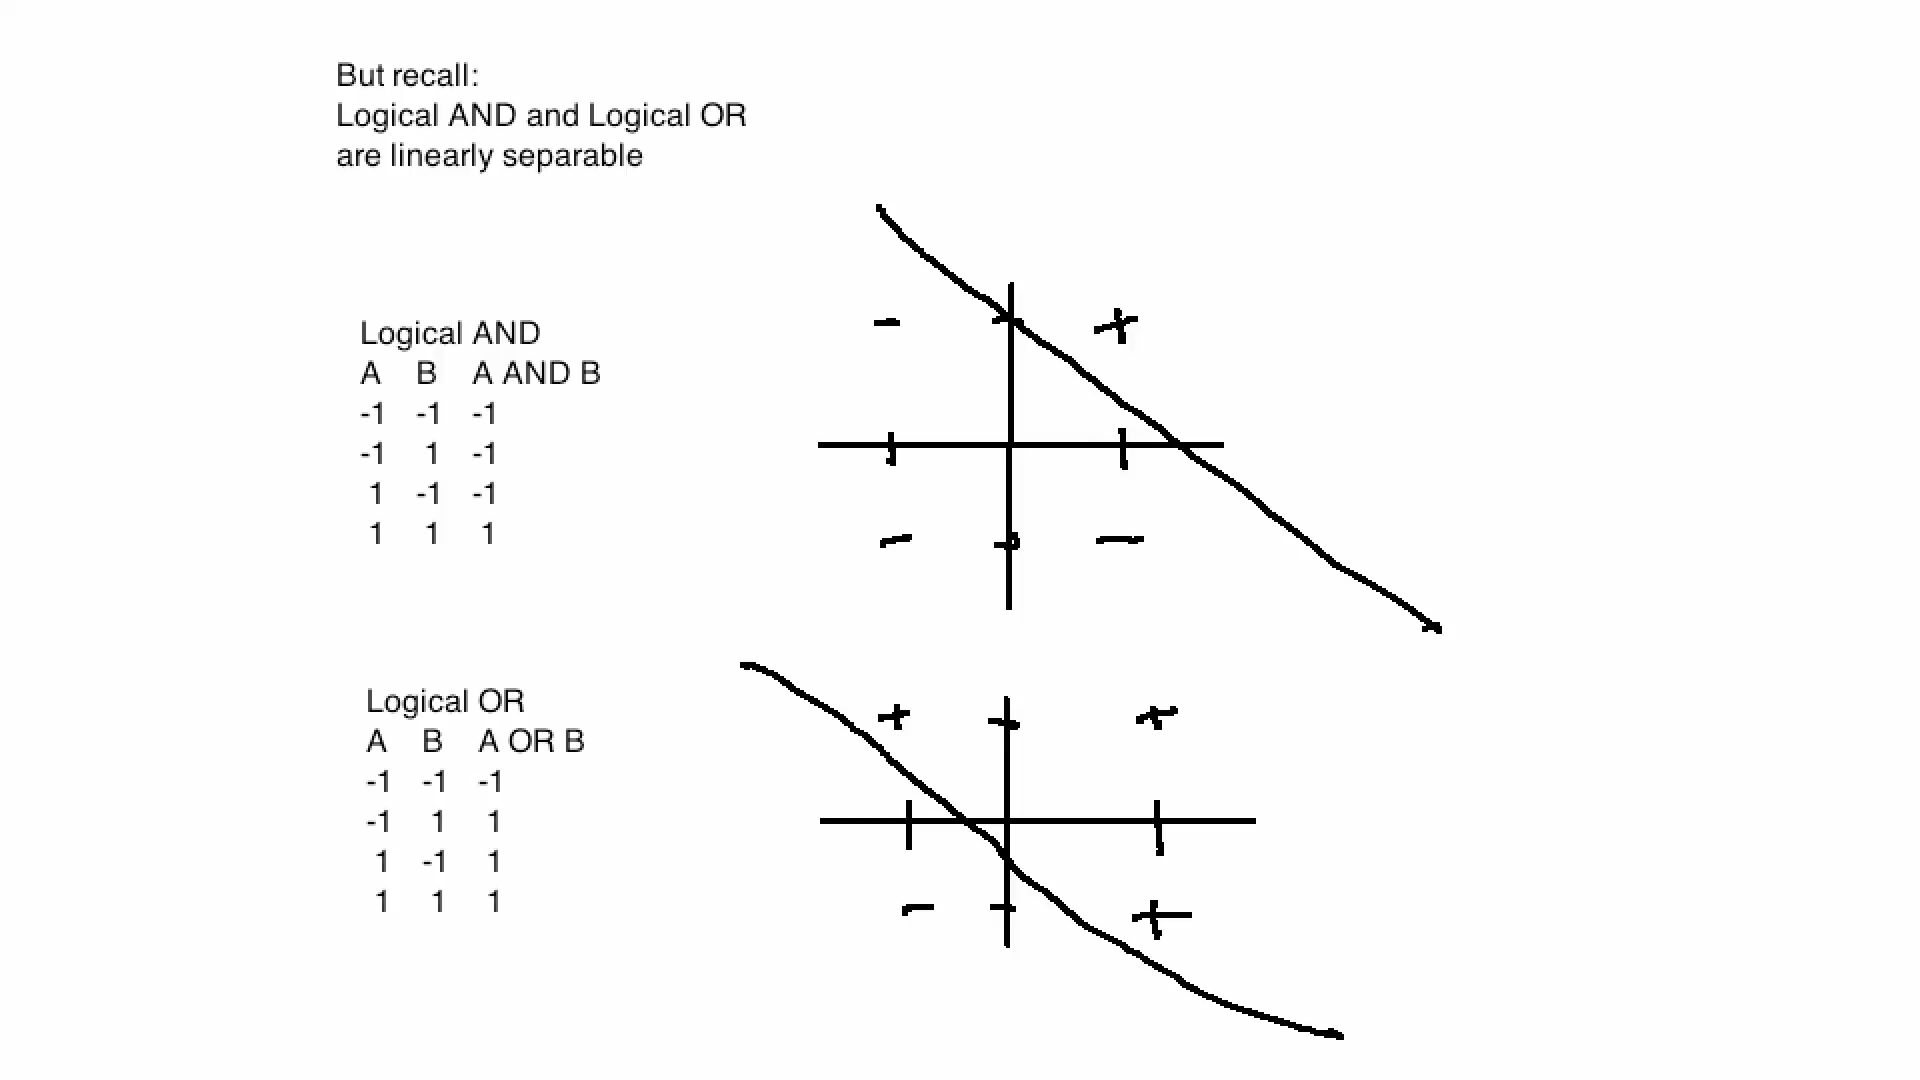 But recall:
Logical AND and Logical OR
are linearly separable
Logical AND
A B A AND B
-1 -1 -1
-1 1 -1
1 -1 -1
1 1 1
- +
- -
Logical OR
A B A OR B
-1 -1 -1
-1 1 1
1 -1 1
1 1 1
+ +
- +